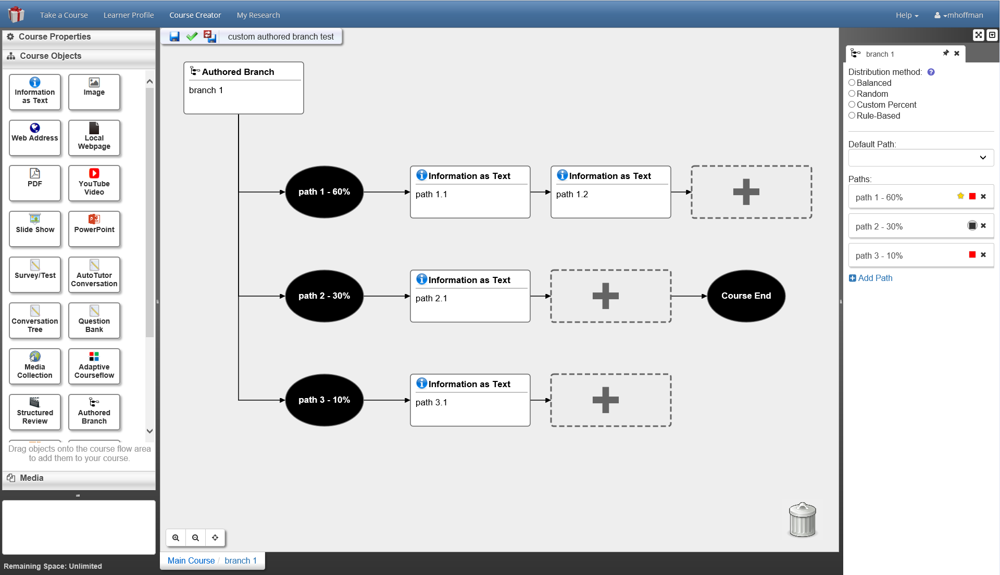 Take a Course
Learner Profile
Course Creator
My Research
Help
mhoffman
Course Properties
Course Objects
Information
as Text
Image
Web Address
Local
Webpage
PDF
YouTube
Video
Slide Show
PowerPoint
Survey/Test
AutoTutor
Conversation
Conversation
Tree
Question
Bank
Media
Collection
Adaptive
Courseflow
Structured
Review
Authored
Branch
Drag objects onto the course flow area
to add them to your course.
Media
Remaining Space: Unlimited
custom authored branch test
Authored Branch
branch 1
path 1 - 60%
Information as Text
path 1.1
Information as Text
path 1.2
path 2 - 30%
Information as Text
path 2.1
Course End
path 3 - 10%
Information as Text
path 3.1
Main Course / branch 1
branch 1
Distribution method:
Balanced
Random
Custom Percent
Rule-Based
Default Path:
Paths:
path 1 - 60%
path 2 - 30%
path 3 - 10%
Add Path